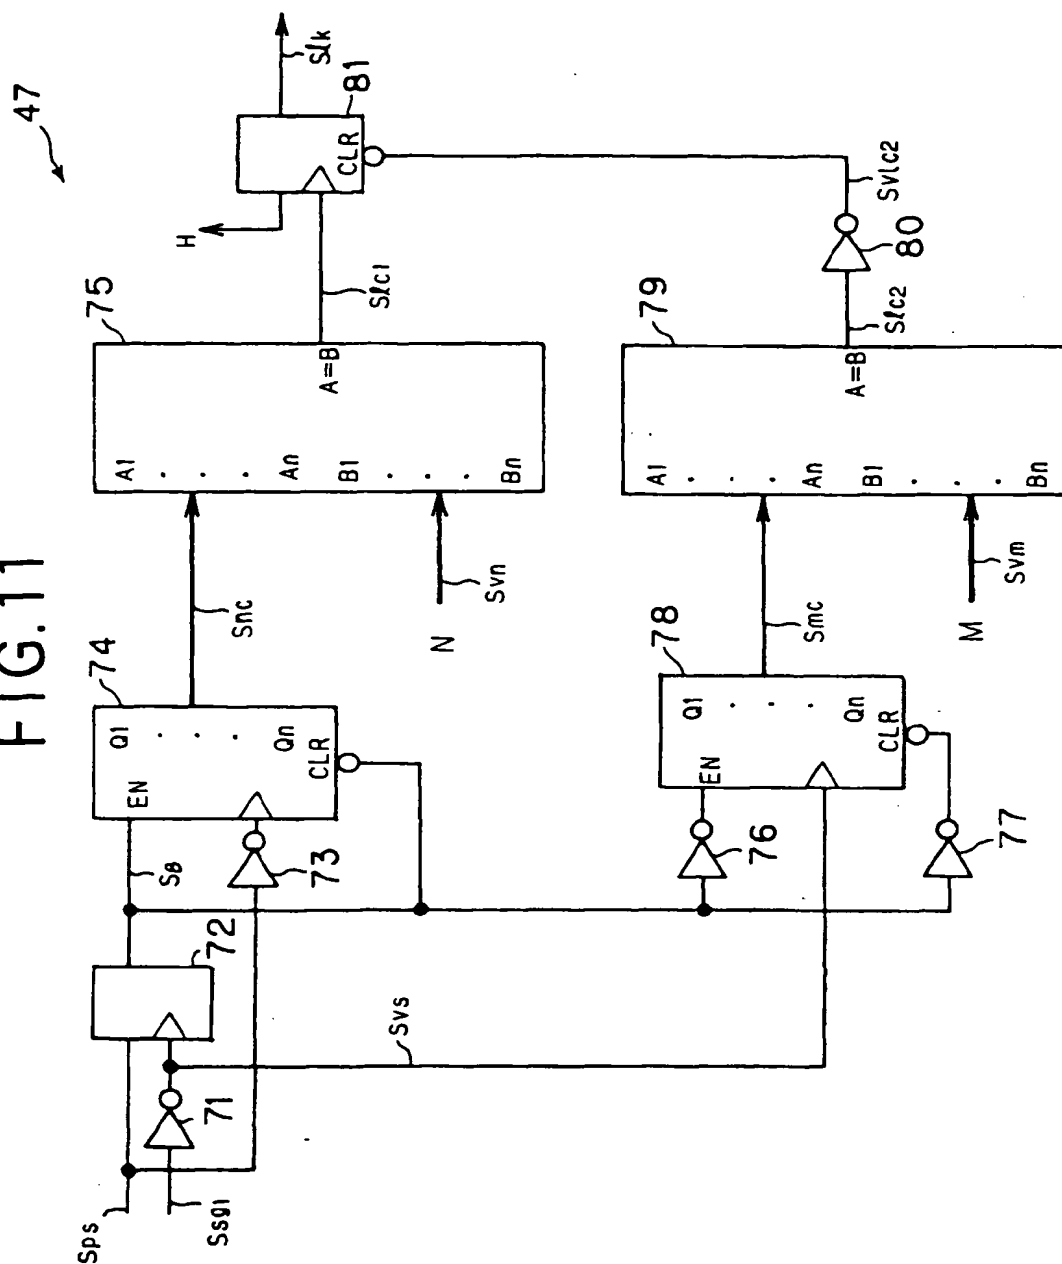 FIG.11
47
Sps
Ssg1
71
72
Svs
SB
73
74
EN
Q1
Qn
CLR
Snc
N
Svn
75
A1
An
B1
Bn
A=B
Slc1
H
CLR
81
Slk
76
77
78
EN
Q1
Qn
CLR
Smc
M
Svm
79
A1
An
B1
Bn
A=B
Slc2
80
Svlc2